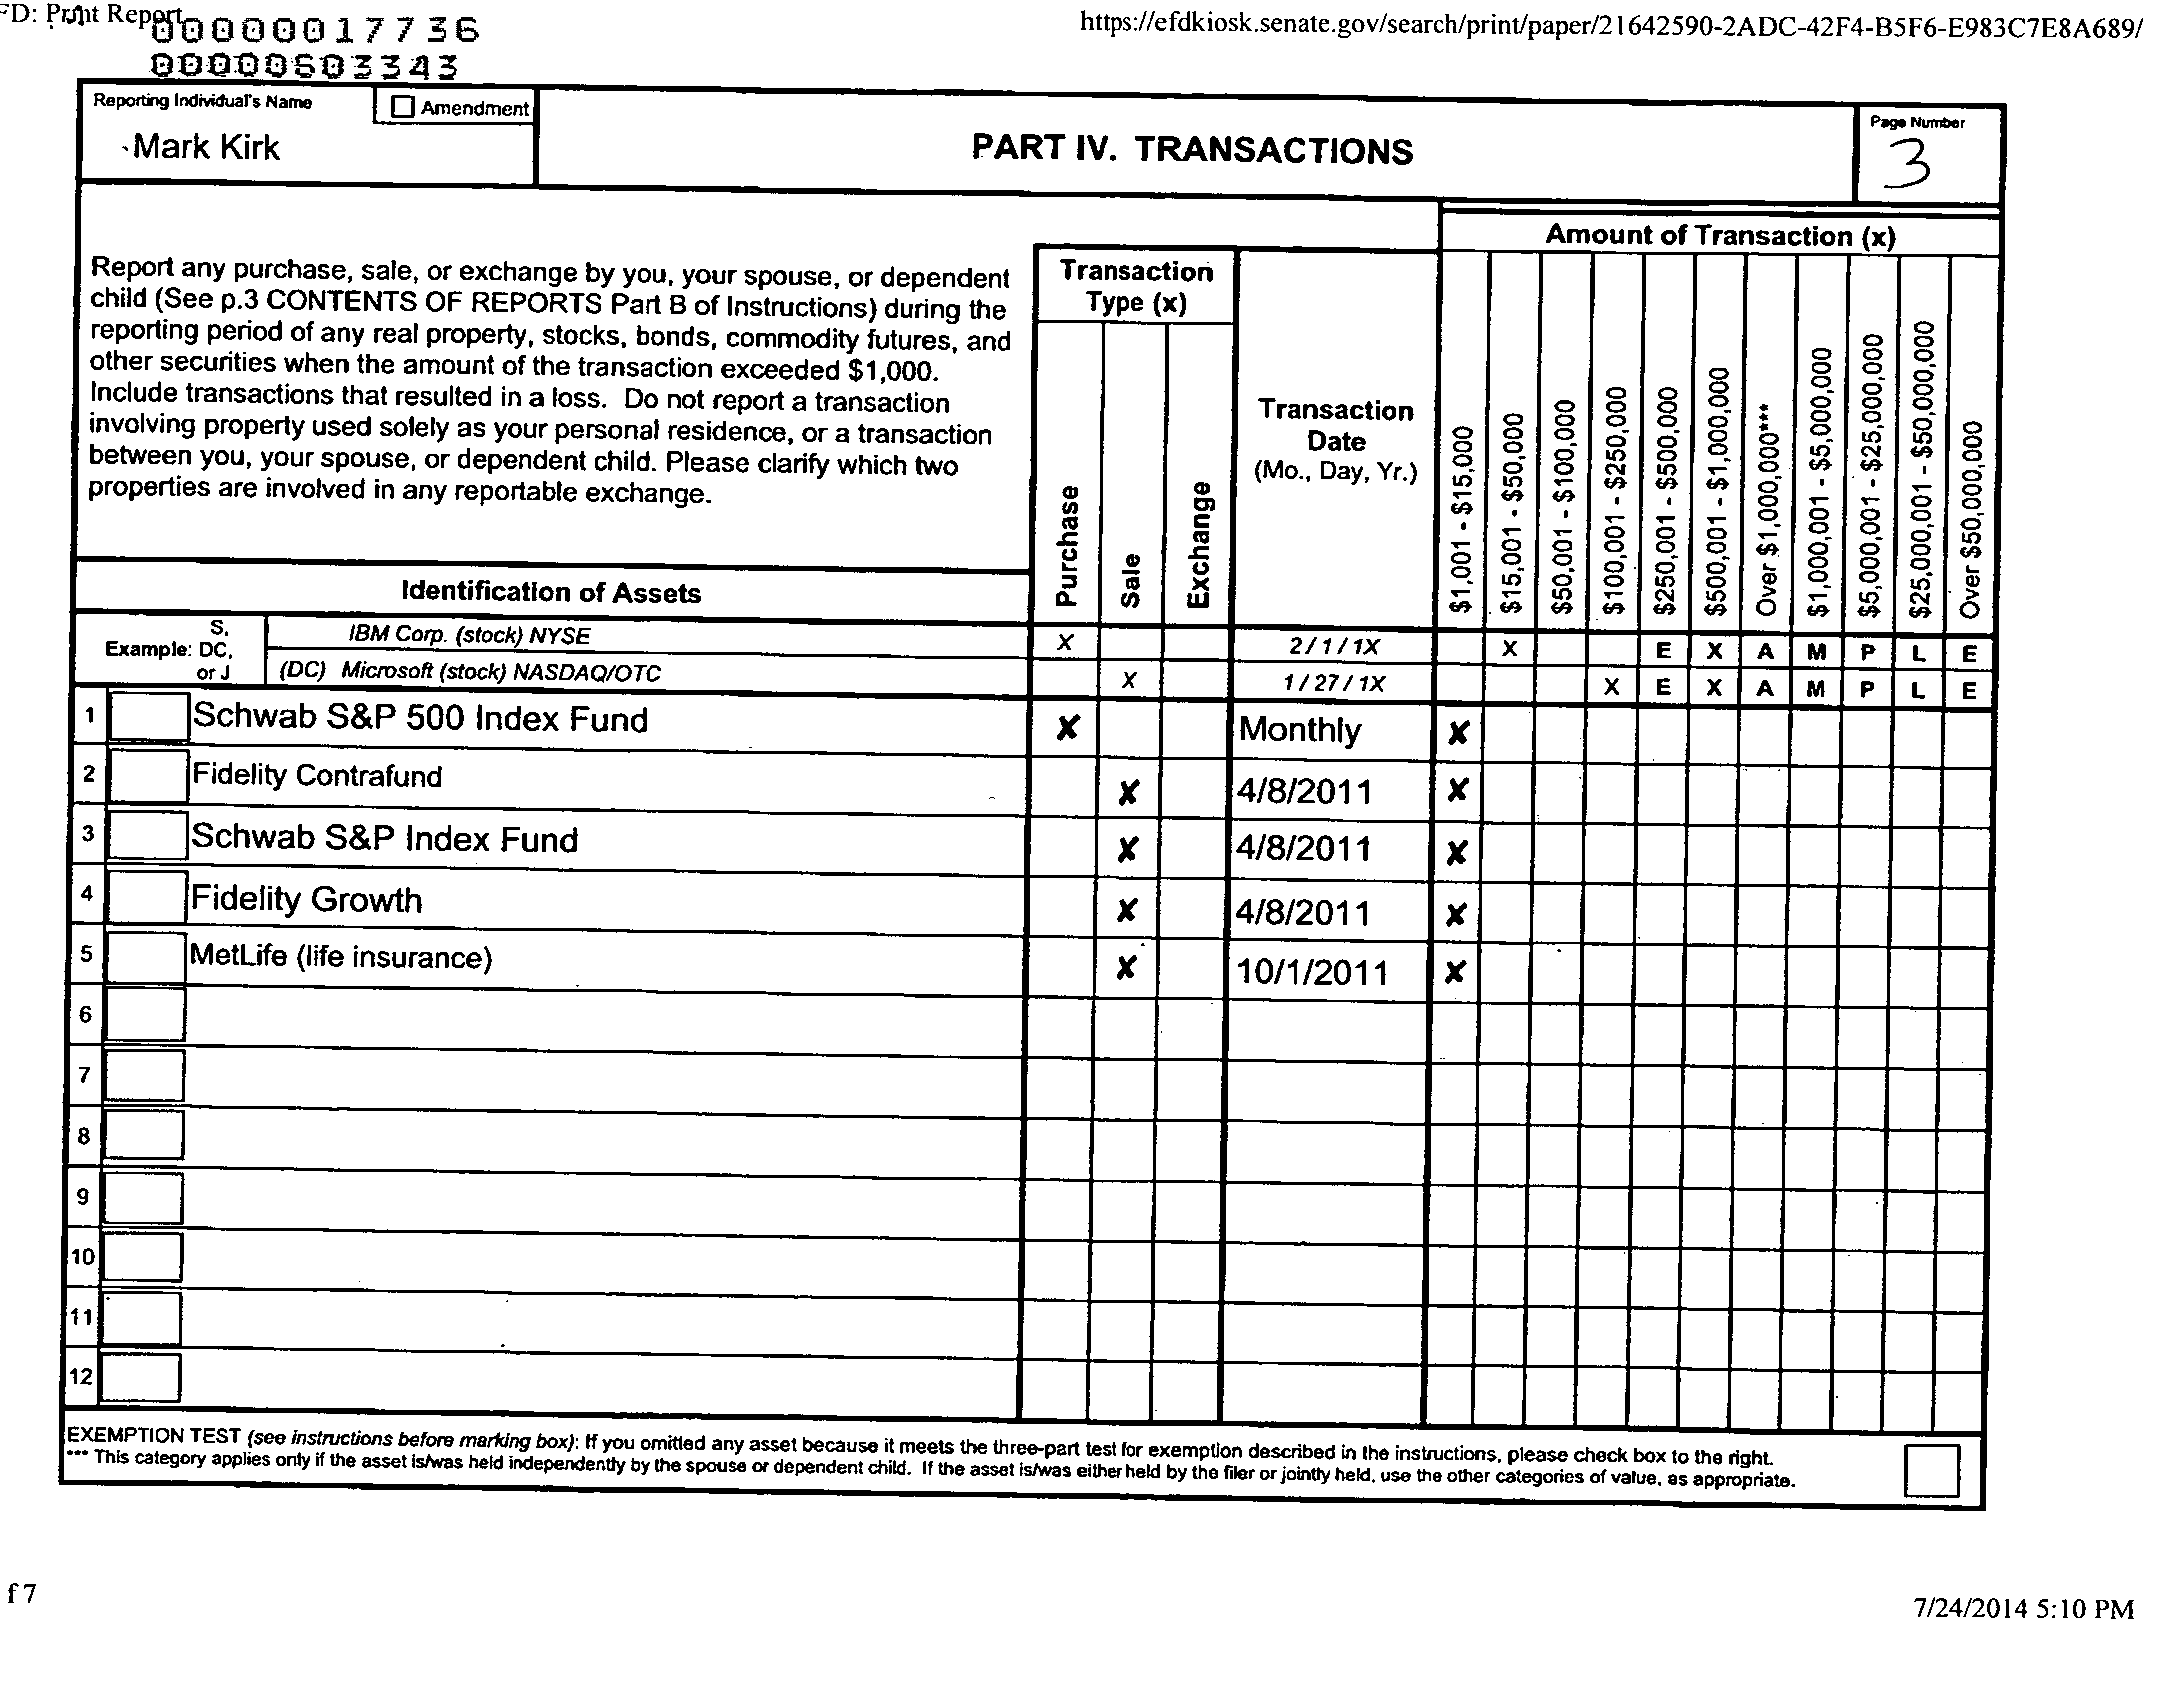 FD: Print Report
https://efdkiosk.senate.gov/search/print/paper/21642590-2ADC-42F4-B5F6-E983C7E8A689/
00000017736
00000603343
Reporting Individual's Name
Amendment
Mark Kirk
PART IV. TRANSACTIONS
Page Number
3
Report any purchase, sale, or exchange by you, your spouse, or dependent
child (See p.3 CONTENTS OF REPORTS Part B of Instructions) during the
reporting period of any real property, stocks, bonds, commodity futures, and
other securities when the amount of the transaction exceeded $1,000.
Include transactions that resulted in a loss. Do not report a transaction
involving property used solely as your personal residence, or a transaction
between you, your spouse, or dependent child. Please clarify which two
properties are involved in any reportable exchange.
Identification of Assets
Transaction
Type (x)
Purchase
Sale
Exchange
Transaction
Date
(Mo., Day, Yr.)
Amount of Transaction (x)
$1,001 - $15,000
$15,001 - $50,000
$50,001 - $100,000
$100,001 - $250,000
$250,001 - $500,000
$500,001 - $1,000,000
Over $1,000,000***
$1,000,001 - $5,000,000
$5,000,001 - $25,000,000
$25,000,001 - $50,000,000
Over $50,000,000
Example: S, DC, or J
IBM Corp. (stock) NYSE X 2/1/1X X E X A M P L E
(DC) Microsoft (stock) NASDAQ/OTC X 1/27/1X X E X A M P L E
1 Schwab S&P 500 Index Fund X Monthly X
2 Fidelity Contrafund X 4/8/2011 X
3 Schwab S&P Index Fund X 4/8/2011 X
4 Fidelity Growth X 4/8/2011 X
5 MetLife (life insurance) X 10/1/2011 X
6
7
8
9
10
11
12
EXEMPTION TEST (see instructions before marking box): If you omitted any asset because it meets the three-part test for exemption described in the instructions, please check box to the right.
*** This category applies only if the asset is/was held independently by the spouse or dependent child. If the asset is/was either held by the filer or jointly held, use the other categories of value, as appropriate.
f 7
7/24/2014 5:10 PM